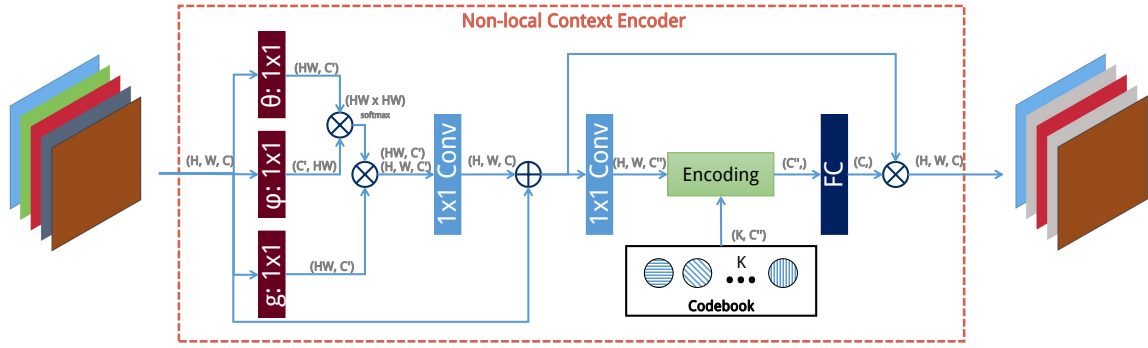 Non-local Context Encoder
(H, W, C)
θ: 1x1
(HW, C')
(HW x HW)
softmax
φ: 1x1
(C', HW)
g: 1x1
(HW, C')
(HW, C')
(H, W, C')
1x1 Conv
(H, W, C)
1x1 Conv
(H, W, C'')
Encoding
(C'',)
FC
(C,)
(H, W, C)
(K, C'')
K
Codebook